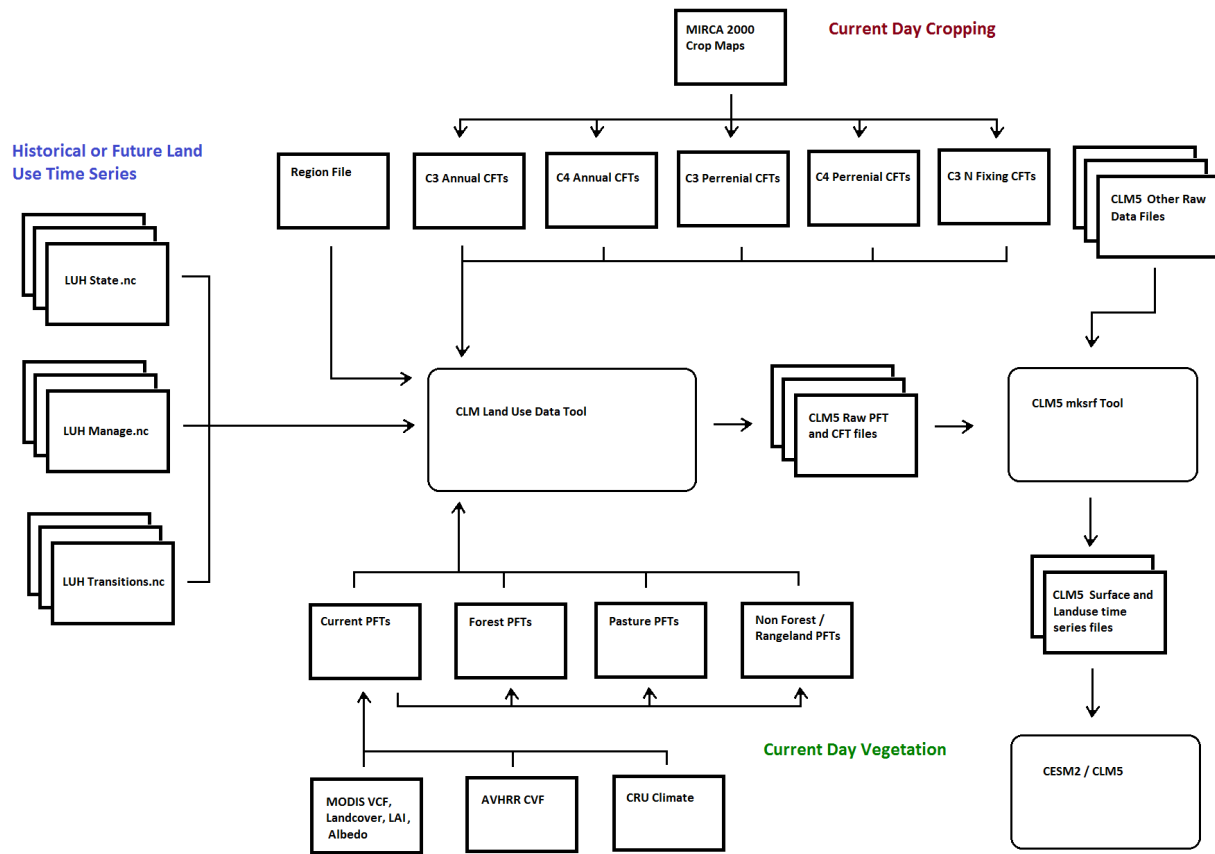 MIRCA 2000
Crop Maps
Current Day Cropping
Historical or Future Land
Use Time Series
Region File
C3 Annual CFTs
C4 Annual CFTs
C3 Perrenial CFTs
C4 Perrenial CFTs
C3 N Fixing CFTs
CLM5 Other Raw
Data Files
LUH State.nc
LUH Manage.nc
LUH Transitions.nc
CLM Land Use Data Tool
CLM5 Raw PFT
and CFT files
CLM5 mksrf Tool
Current PFTs
Forest PFTs
Pasture PFTs
Non Forest /
Rangeland PFTs
CLM5 Surface and
Landuse time
series files
Current Day Vegetation
MODIS VCF,
Landcover, LAI,
Albedo
AVHRR CVF
CRU Climate
CESM2 / CLM5